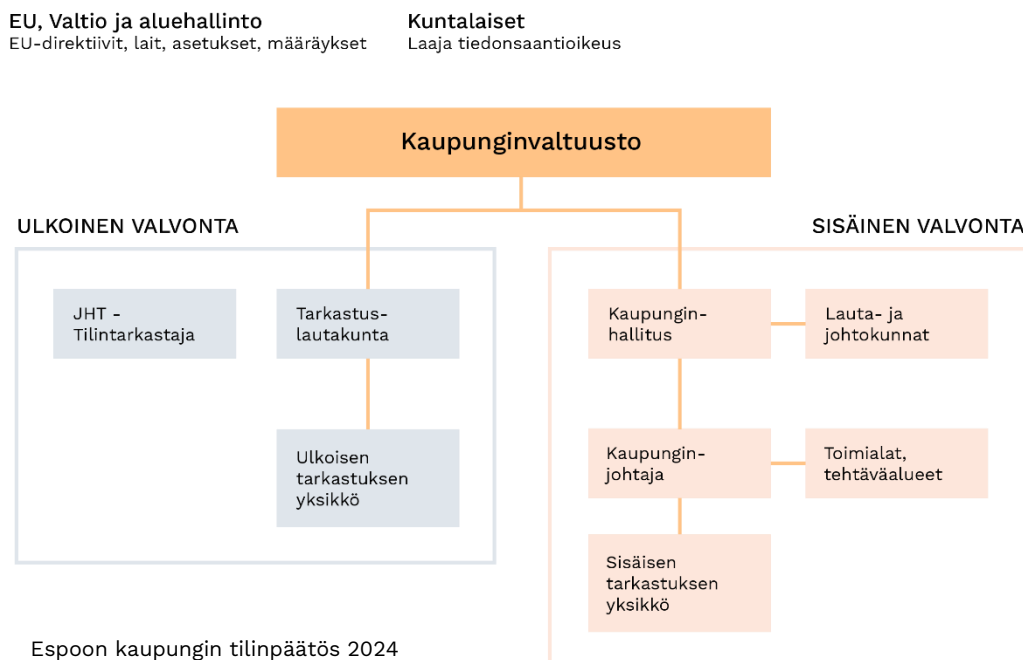 EU, Valtio ja aluehallinto
EU-direktiivit, lait, asetukset, määräykset
Kuntalaiset
Laaja tiedonsaantioikeus
Kaupunginvaltuusto
ULKOINEN VALVONTA
SISÄINEN VALVONTA
JHT -
Tilintarkastaja
Tarkastus-
lautakunta
Kaupungin-
hallitus
Lauta- ja
johtokunnat
Ulkoisen
tarkastuksen
yksikkö
Kaupungin-
johtaja
Toimialat,
tehtäväalueet
Sisäisen
tarkastuksen
yksikkö
Espoon kaupungin tilinpäätös 2024